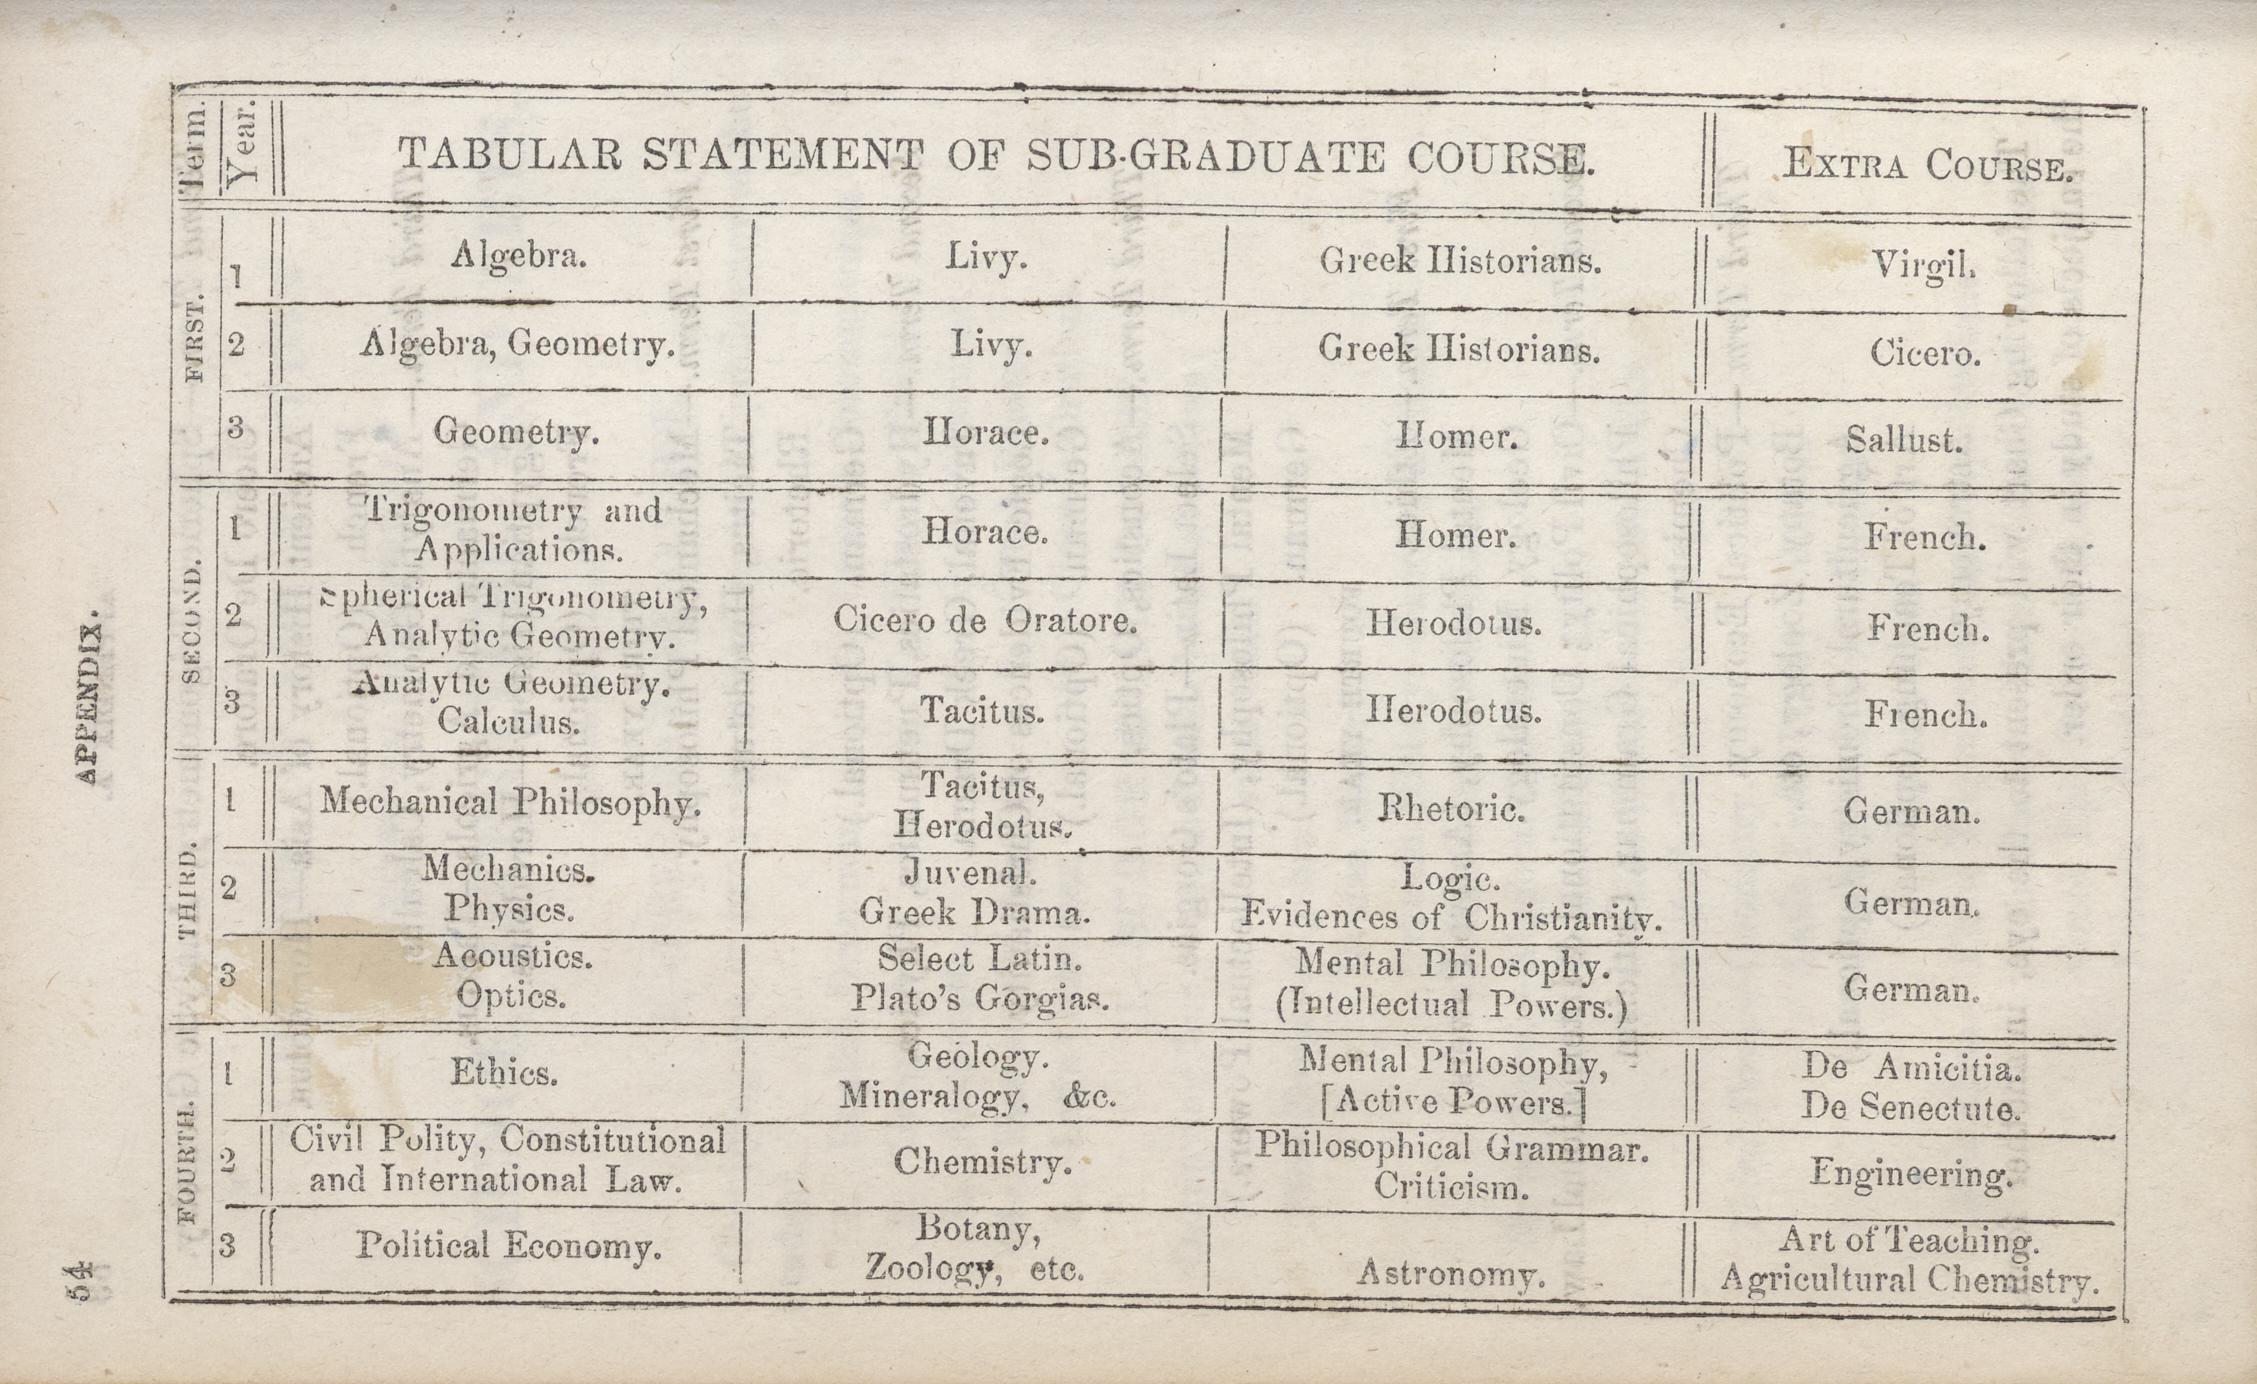 APPENDIX.
54
Term.
Year.
TABULAR STATEMENT OF SUB-GRADUATE COURSE.
EXTRA COURSE.
FIRST.
1
Algebra.
Livy.
Greek Historians.
Virgil.
2
Algebra, Geometry.
Livy.
Greek Historians.
Cicero.
3
Geometry.
Horace.
Homer.
Sallust.
SECOND.
1
Trigonometry and
Applications.
Horace.
Homer.
French.
2
Spherical Trigonometry,
Analytic Geometry.
Cicero de Oratore.
Herodotus.
French.
3
Analytic Geometry.
Calculus.
Tacitus.
Herodotus.
French.
THIRD.
1
Mechanical Philosophy.
Tacitus,
Herodotus.
Rhetoric.
German.
2
Mechanics.
Physics.
Juvenal.
Greek Drama.
Logic.
Evidences of Christianity.
German.
3
Acoustics.
Optics.
Select Latin.
Plato's Gorgias.
Mental Philosophy.
(Intellectual Powers.)
German.
FOURTH.
1
Ethics.
Geology.
Mineralogy, &c.
Mental Philosophy,
[Active Powers.]
De Amicitia.
De Senectute.
2
Civil Polity, Constitutional
and International Law.
Chemistry.
Philosophical Grammar.
Criticism.
Engineering.
3
Political Economy.
Botany,
Zoology, etc.
Astronomy.
Art of Teaching.
Agricultural Chemistry.